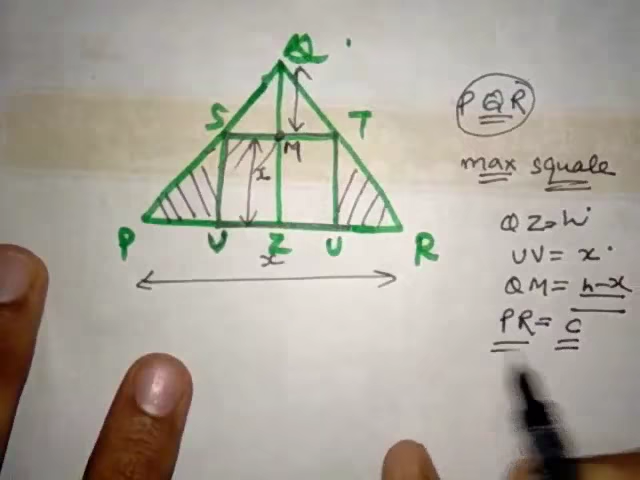 Q
S T
M
x
P U Z U R
x
PQR
max square
QZ = h
UV = x
QM = h-x
PR = c